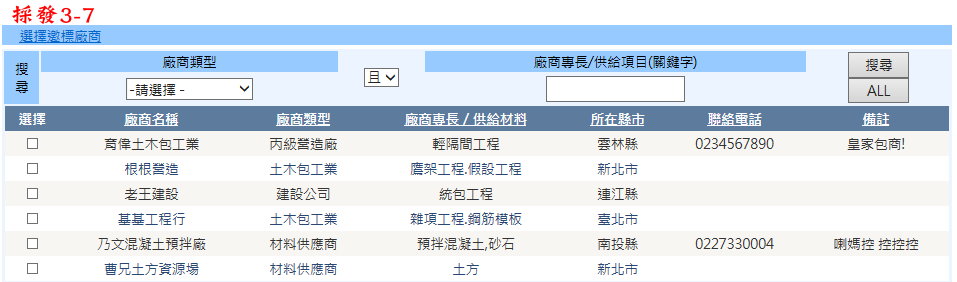 採發3-7
選擇邀標廠商
搜尋 廠商類型 -請選擇 - 且 廠商專長/供給項目(關鍵字) 搜尋
ALL
選擇 廠商名稱 廠商類型 廠商專長 / 供給材料 所在縣市 聯絡電話 備註
育偉土木包工業 丙級營造廠 輕隔間工程 雲林縣 0234567890 皇家包商!
根根營造 土木包工業 鷹架工程.假設工程 新北市
老王建設 建設公司 統包工程 連江縣
基基工程行 土木包工業 雜項工程.鋼筋模板 臺北市
乃文混凝土預拌廠 材料供應商 預拌混凝土,砂石 南投縣 0227330004 喇媽控 控控控
曹兄土方資源場 材料供應商 土方 新北市